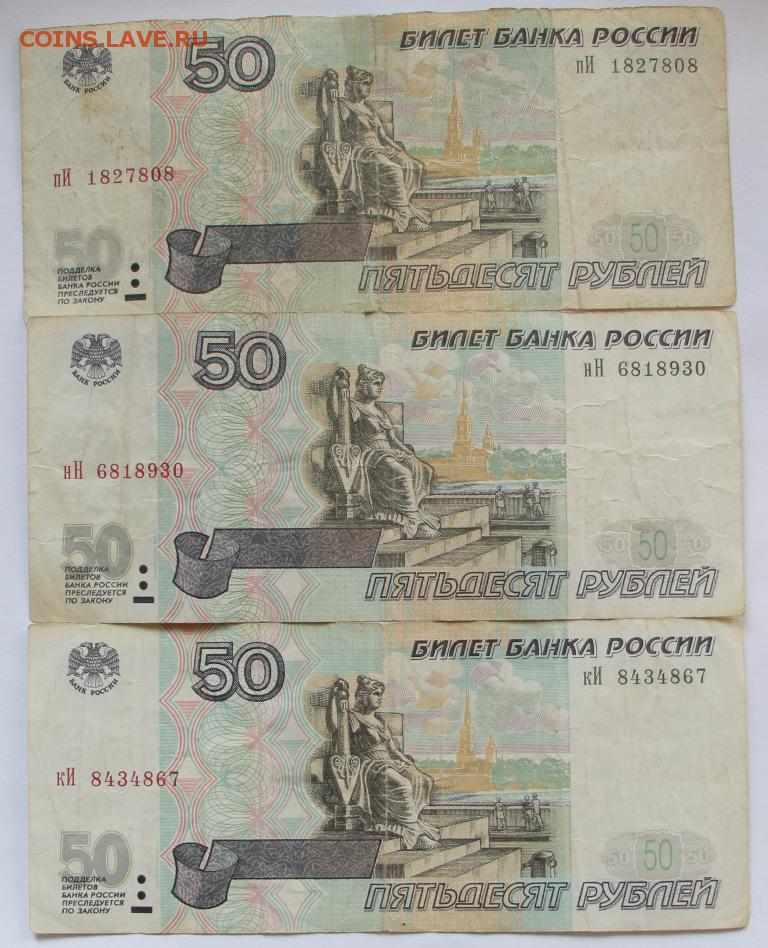 COINS.LAVE.РУ
50
БИЛЕТ БАНКА РОССИИ
БАНК РОССИИ
пИ 1827808
пИ 1827808
50
50 50 50
ПОДДЕЛКА
БИЛЕТОВ
БАНКА РОССИИ
ПРЕСЛЕДУЕТСЯ
ПО ЗАКОНУ
ПЯТЬДЕСЯТ РУБЛЕЙ
50
БИЛЕТ БАНКА РОССИИ
БАНК РОССИИ
нН 6818930
нН 6818930
50
50 50 50
ПОДДЕЛКА
БИЛЕТОВ
БАНКА РОССИИ
ПРЕСЛЕДУЕТСЯ
ПО ЗАКОНУ
ПЯТЬДЕСЯТ РУБЛЕЙ
50
БИЛЕТ БАНКА РОССИИ
БАНК РОССИИ
кИ 8434867
кИ 8434867
50
50 50 50
ПОДДЕЛКА
БИЛЕТОВ
БАНКА РОССИИ
ПРЕСЛЕДУЕТСЯ
ПО ЗАКОНУ
ПЯТЬДЕСЯТ РУБЛЕЙ